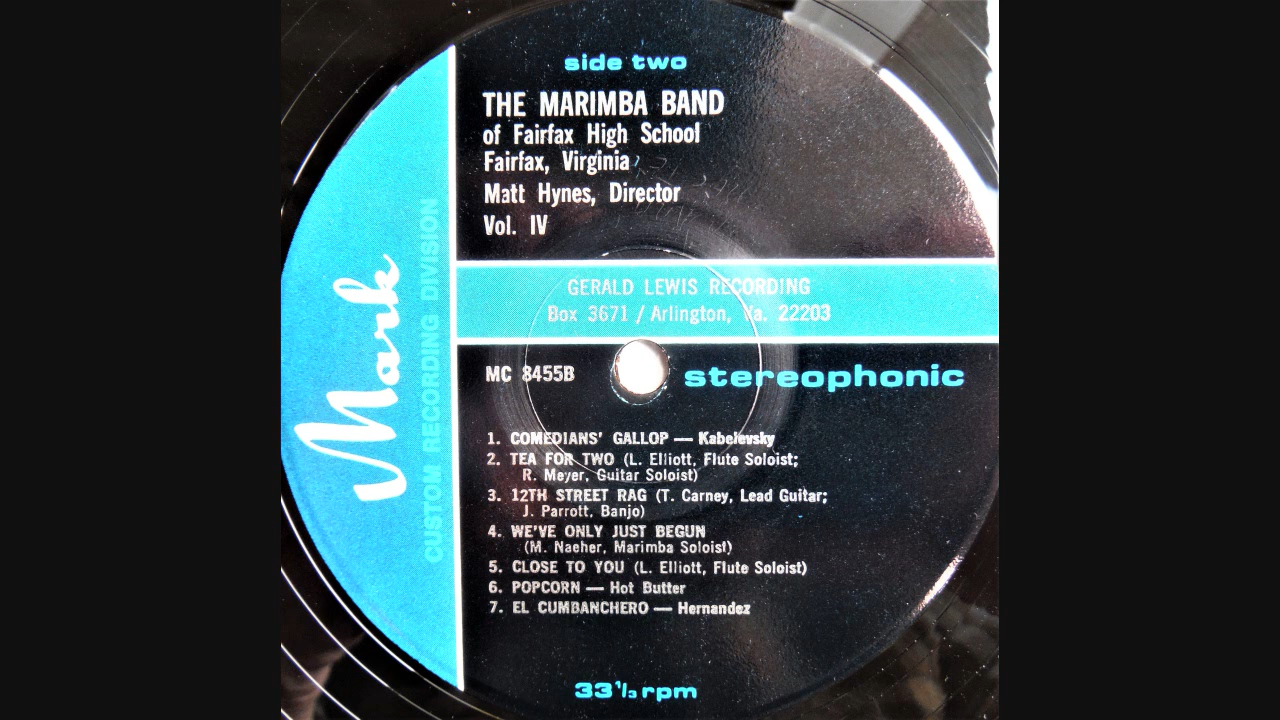 side two
THE MARIMBA BAND
of Fairfax High School
Fairfax, Virginia
Matt Hynes, Director
Vol. IV
Mark
CUSTOM RECORDING DIVISION
GERALD LEWIS RECORDING
Box 3671 / Arlington, Va. 22203
MC 8455B
stereophonic
1. COMEDIANS' GALLOP — Kabelevsky
2. TEA FOR TWO (L. Elliott, Flute Soloist;
R. Meyer, Guitar Soloist)
3. 12TH STREET RAG (T. Carney, Lead Guitar;
J. Parrott, Banjo)
4. WE'VE ONLY JUST BEGUN
(M. Naeher, Marimba Soloist)
5. CLOSE TO YOU (L. Elliott, Flute Soloist)
6. POPCORN — Hot Butter
7. EL CUMBANCHERO — Hernandez
33⅓ rpm